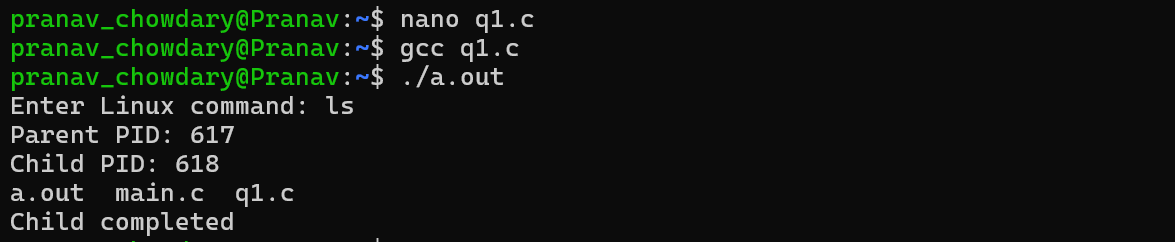 pranav_chowdary@Pranav:~$ nano q1.c
pranav_chowdary@Pranav:~$ gcc q1.c
pranav_chowdary@Pranav:~$ ./a.out
Enter Linux command: ls
Parent PID: 617
Child PID: 618
a.out  main.c  q1.c
Child completed